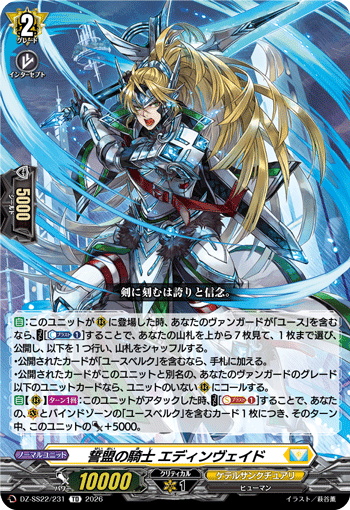 2
グレード
インターセプト
5000
シールド
剣に刻むは誇りと信念。
自:このユニットがRに登場した時、あなたのヴァンガードが「ユース」を含むなら、【コスト】[ブラスト1]することで、あなたの山札を上から7枚見て、1枚まで選び、公開し、以下を1つ行い、山札をシャッフルする。
・公開されたカードが「ユースベルク」を含むなら、手札に加える。
・公開されたカードがこのユニットと別名の、あなたのヴァンガードのグレード以下のユニットカードなら、ユニットのいないRにコールする。
自【R】【ターン1回】:このユニットがアタックした時、【コスト】[ブラスト1]することで、あなたの、Sとバインドゾーンの「ユースベルク」を含むカード1枚につき、そのターン中、このユニットのパワー+5000。
ノーマルユニット
誓盟の騎士 エディンヴェイド
パワー
10000
クリティカル
1
ケテルサンクチュアリ
ヒューマン
DZ-SS22/231 TD 2026
イラスト/萩谷薫